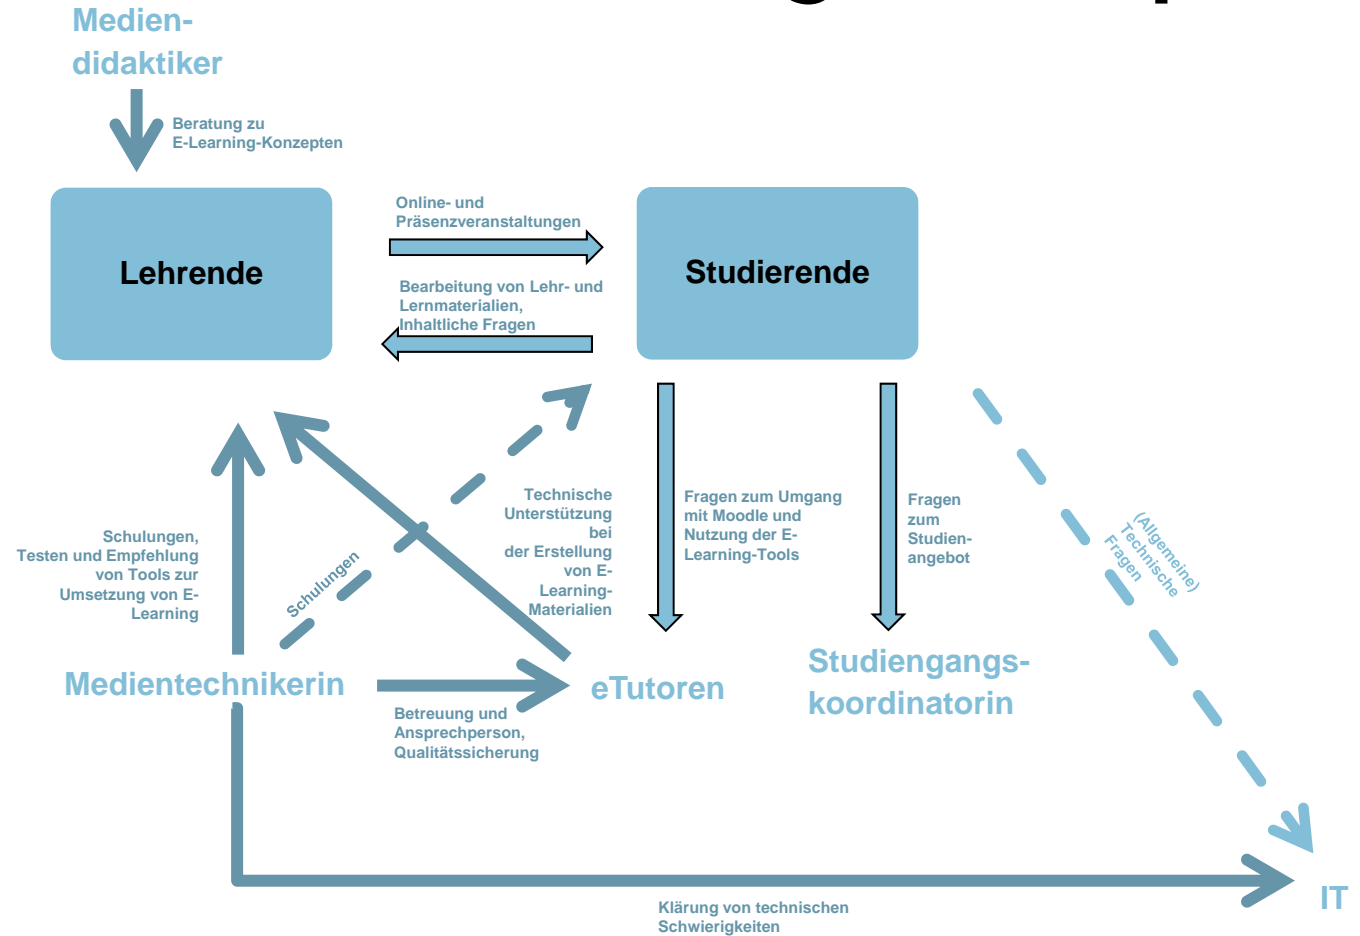 Medien-
didaktiker
Beratung zu
E-Learning-Konzepten
Lehrende
Online- und
Präsenzveranstaltungen
Bearbeitung von Lehr- und
Lernmaterialien,
Inhaltliche Fragen
Studierende
Schulungen,
Testen und Empfehlung
von Tools zur
Umsetzung von E-
Learning
Schulungen
Technische
Unterstützung
bei
der Erstellung
von E-
Learning-
Materialien
Fragen zum Umgang
mit Moodle und
Nutzung der E-
Learning-Tools
Fragen
zum
Studien-
angebot
(Allgemeine)
Technische
Fragen
Medientechnikerin
Betreuung und
Ansprechperson,
Qualitätssicherung
eTutoren
Studiengangs-
koordinatorin
IT
Klärung von technischen
Schwierigkeiten